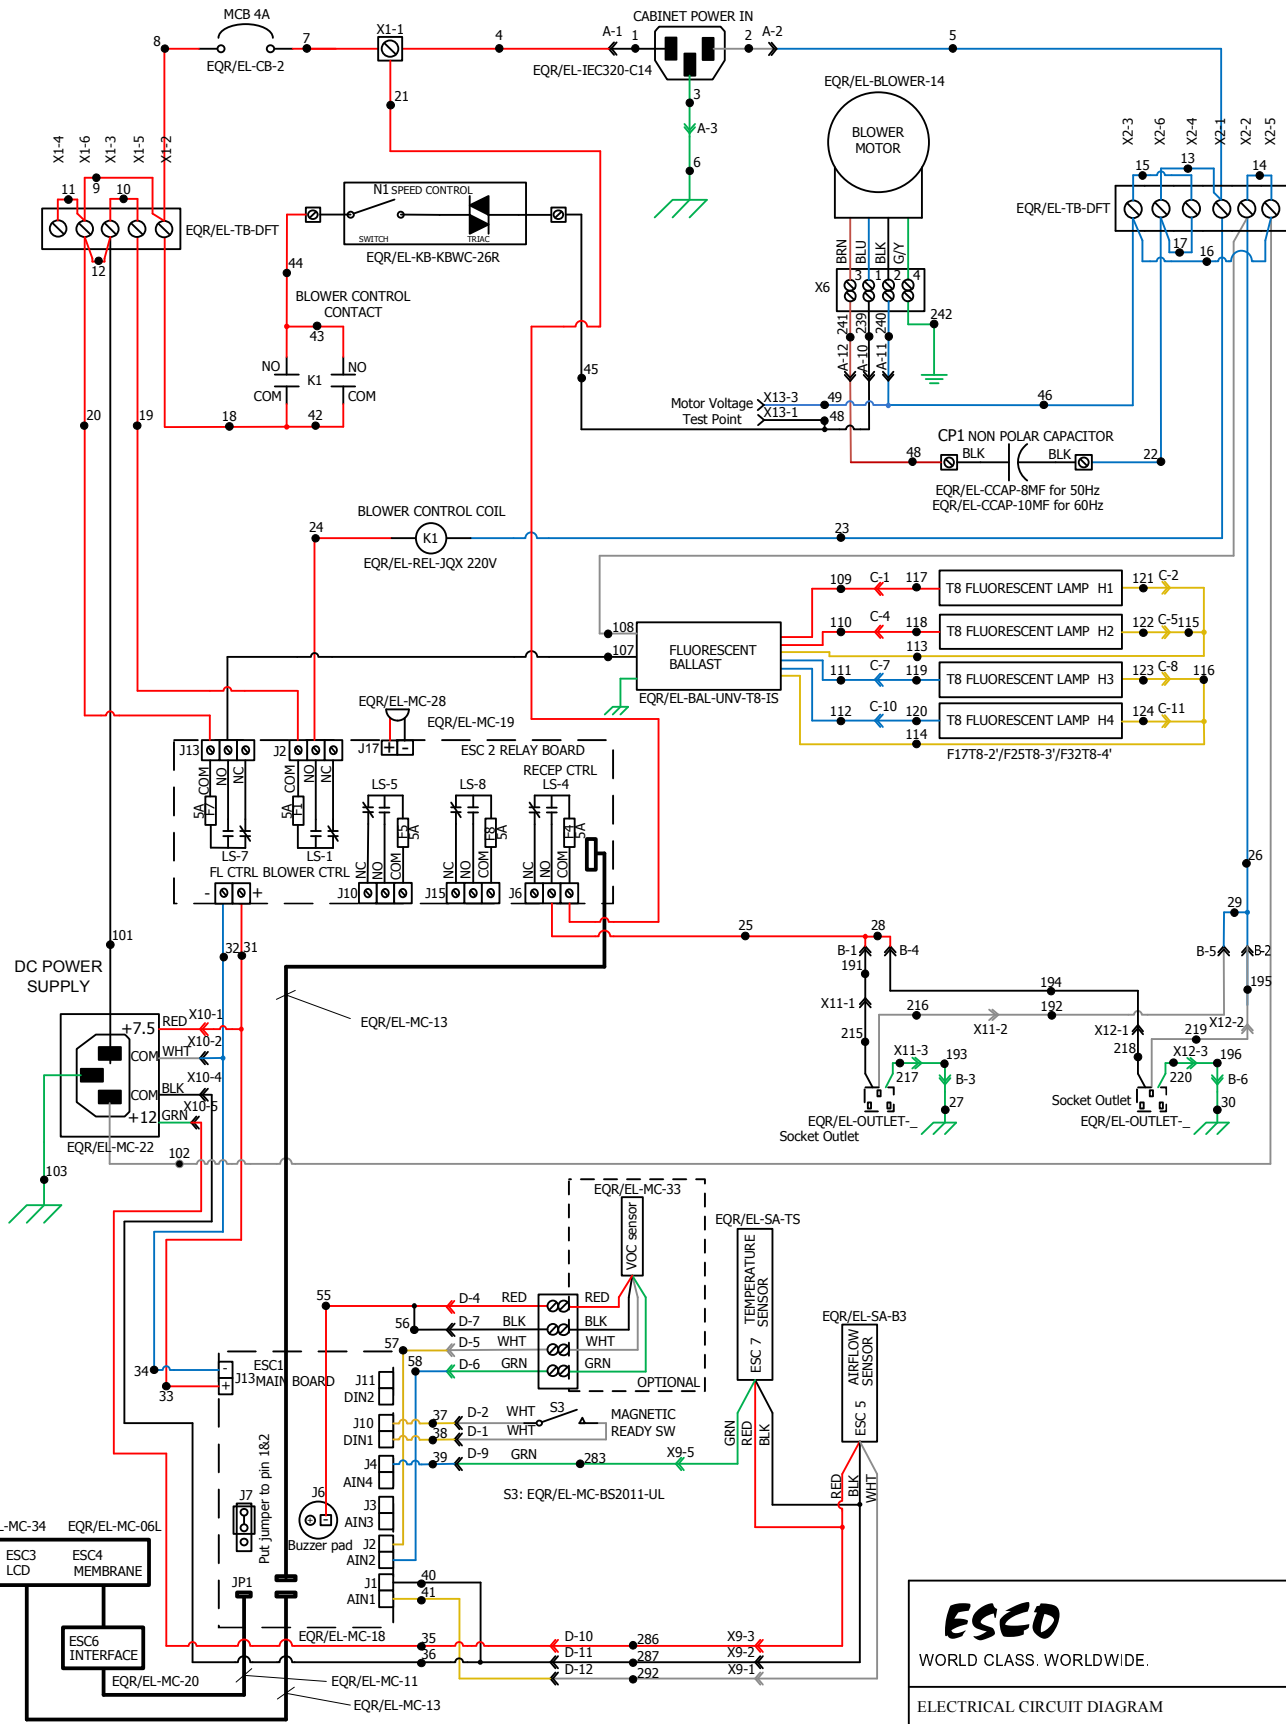 MCB 4A
X1-1
CABINET POWER IN
8
7
4
A-1
1
2
A-2
5
EQR/EL-CB-2
EQR/EL-IEC320-C14
EQR/EL-BLOWER-14
21
3
A-3
6
BLOWER
MOTOR
X1-4
X1-6
X1-3
X1-5
X1-2
X2-3
X2-6
X2-4
X2-1
X2-2
X2-5
11
9
10
12
15
13
14
17
16
EQR/EL-TB-DFT
EQR/EL-TB-DFT
N1 SPEED CONTROL
SWITCH
TRIAC
EQR/EL-KB-KBWC-26R
44
BLOWER CONTROL
CONTACT
43
NO
NO
K1
COM
COM
18
42
20
19
45
BRN
BLU
BLK
G/Y
X6
3
1
2
4
241
239
240
242
A-12
A-10
A-11
Motor Voltage
Test Point
X13-3
X13-1
49
48
46
CP1 NON POLAR CAPACITOR
48
BLK
BLK
22
EQR/EL-CCAP-8MF for 50Hz
EQR/EL-CCAP-10MF for 60Hz
BLOWER CONTROL COIL
24
K1
23
EQR/EL-REL-JQX 220V
108
107
FLUORESCENT
BALLAST
EQR/EL-BAL-UNV-T8-IS
109
C-1
117
T8 FLUORESCENT LAMP H1
121
C-2
110
C-4
118
T8 FLUORESCENT LAMP H2
122
C-5
115
113
111
C-7
119
T8 FLUORESCENT LAMP H3
123
C-8
116
112
C-10
120
T8 FLUORESCENT LAMP H4
124
C-11
114
F17T8-2'/F25T8-3'/F32T8-4'
EQR/EL-MC-28
EQR/EL-MC-19
J13
J2
J17
+ -
ESC 2 RELAY BOARD
COM
NO
NC
COM
NO
NC
5A
F7
5A
F1
LS-7
LS-1
FL CTRL
BLOWER CTRL
-
+
LS-5
F5
5A
NC
NO
COM
J10
LS-8
F8
5A
NC
NO
COM
J15
RECEP CTRL
LS-4
F4
5A
NC
NO
COM
J6
26
29
25
28
B-1
B-4
B-5
B-2
191
194
195
X11-1
216
192
X11-2
X12-1
219
X12-2
215
218
X11-3
193
217
B-3
27
X12-3
196
220
B-6
30
EQR/EL-OUTLET-_
Socket Outlet
Socket Outlet
EQR/EL-OUTLET-_
101
32
31
DC POWER
SUPPLY
EQR/EL-MC-13
+7.5
RED
X10-1
COM
WHT
X10-2
COM
BLK
X10-4
+12
GRN
X10-5
EQR/EL-MC-22
102
103
EQR/EL-MC-33
VOC sensor
OPTIONAL
EQR/EL-SA-TS
ESC 7
TEMPERATURE
SENSOR
EQR/EL-SA-B3
ESC 5
AIRFLOW
SENSOR
55
D-4
RED
RED
56
D-7
BLK
BLK
57
D-5
WHT
WHT
58
D-6
GRN
GRN
34
33
-
+
J13
ESC1
MAIN BOARD
J11
DIN2
J10
DIN1
J4
AIN4
J3
AIN3
J2
AIN2
J1
AIN1
37
D-2
WHT
S3
38
D-1
WHT
MAGNETIC
READY SW
39
D-9
GRN
283
X9-5
S3: EQR/EL-MC-BS2011-UL
GRN
RED
BLK
RED
BLK
WHT
J7
Put jumper to pin 1&2
J6
Buzzer pad
JP1
40
41
EQR/EL-MC-18
35
36
D-10
286
X9-3
D-11
287
X9-2
D-12
292
X9-1
L-MC-34
EQR/EL-MC-06L
ESC3
LCD
ESC4
MEMBRANE
ESC6
INTERFACE
EQR/EL-MC-20
EQR/EL-MC-11
EQR/EL-MC-13
ESCO
WORLD CLASS. WORLDWIDE.
ELECTRICAL CIRCUIT DIAGRAM